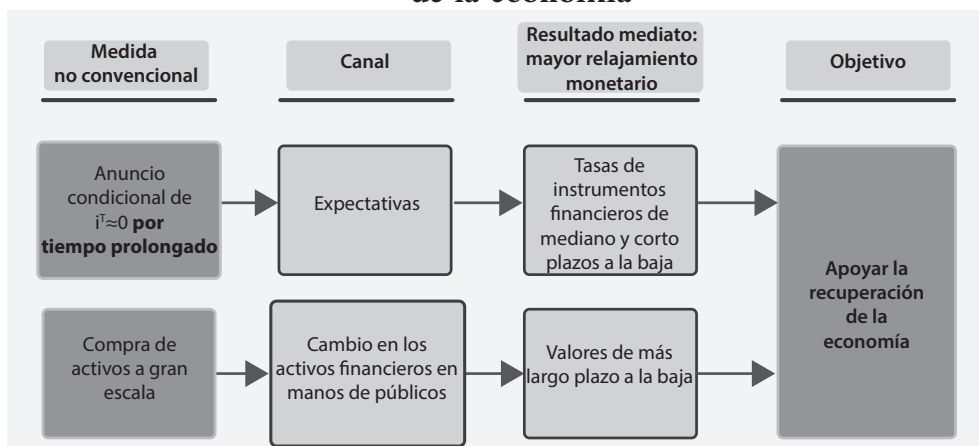 de la economía
Medida
no convencional
Canal
Resultado mediato:
mayor relajamiento
monetario
Objetivo
Anuncio
condicional de
iᵀ≈0 por
tiempo prolongado
Expectativas
Tasas de
instrumentos
financieros de
mediano y corto
plazos a la baja
Apoyar la
recuperación
de la
economía
Compra de
activos a gran
escala
Cambio en los
activos financieros en
manos de públicos
Valores de más
largo plazo a la baja